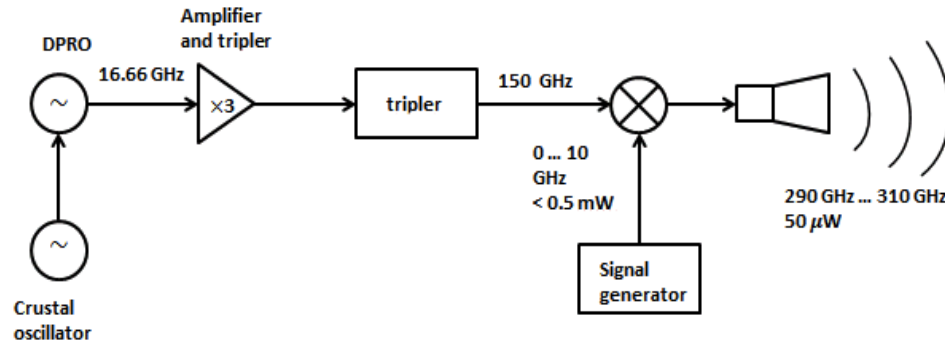 Amplifier
and tripler
DPRO
16.66 GHz
~
×3
tripler
150 GHz
0 ... 10
GHz
< 0.5 mW
290 GHz ... 310 GHz
50 μW
~
Signal
generator
Crustal
oscillator